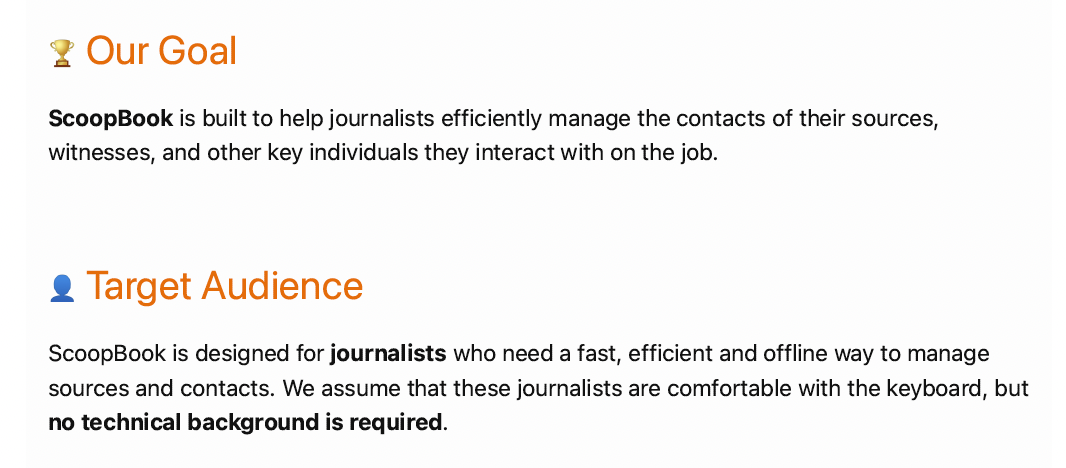 🏆 Our Goal
ScoopBook is built to help journalists efficiently manage the contacts of their sources,
witnesses, and other key individuals they interact with on the job.
👤 Target Audience
ScoopBook is designed for journalists who need a fast, efficient and offline way to manage
sources and contacts. We assume that these journalists are comfortable with the keyboard, but
no technical background is required.